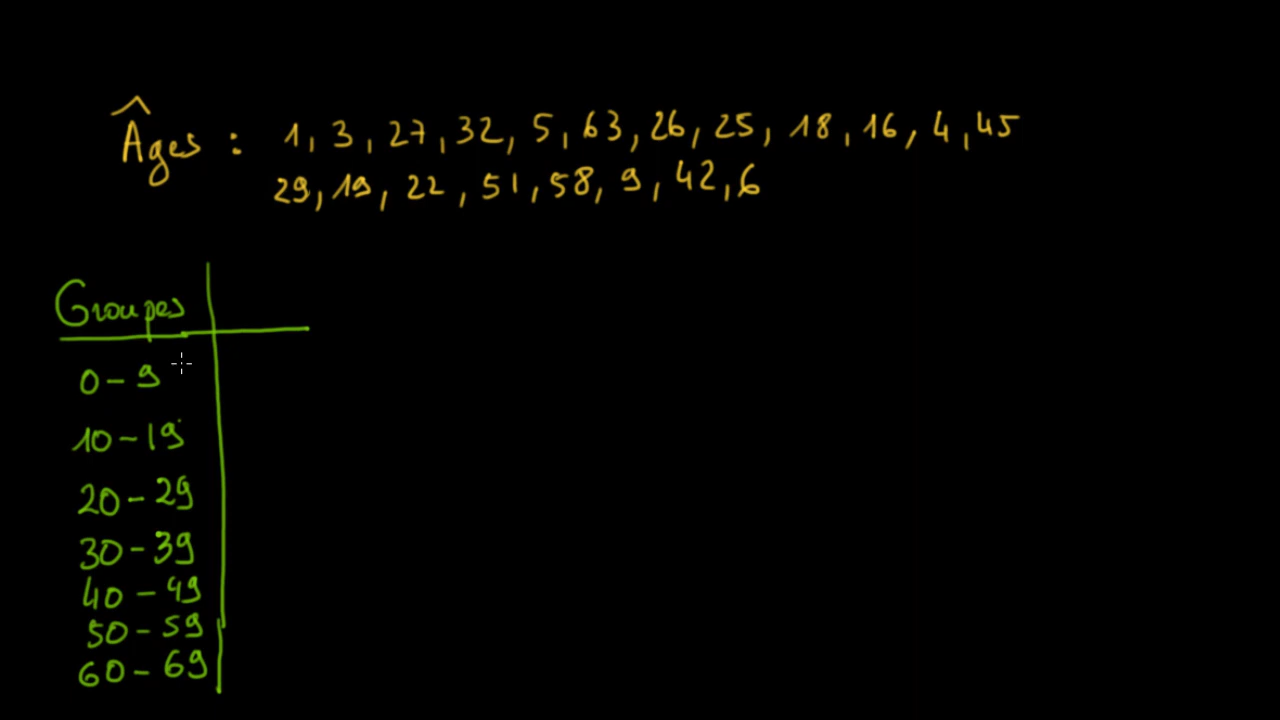 Âges : 1, 3, 27, 32, 5, 63, 26, 25, 18, 16, 4, 45
29, 19, 22, 51, 58, 9, 42, 6
Groupes
0-9
10-19
20-29
30-39
40-49
50-59
60-69